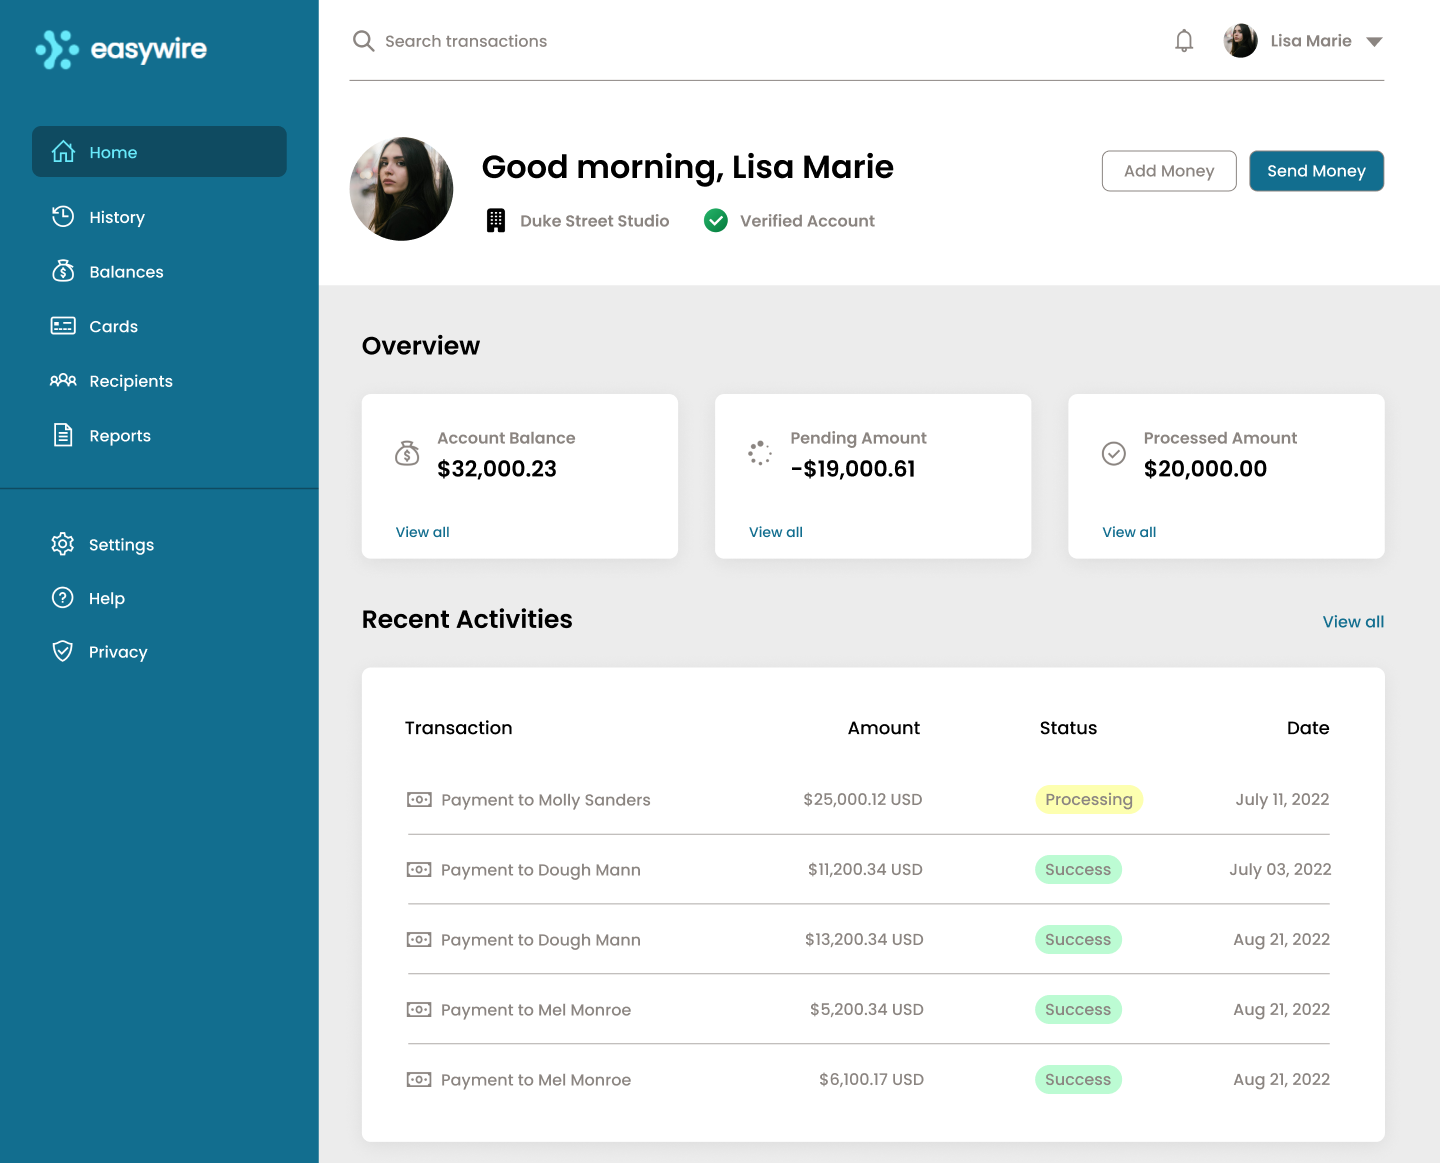 easywire
Search transactions
Lisa Marie
Home
History
Balances
Cards
Recipients
Reports
Settings
Help
Privacy
Good morning, Lisa Marie
Duke Street Studio
Verified Account
Add Money
Send Money
Overview
Account Balance
$32,000.23
View all
Pending Amount
-$19,000.61
View all
Processed Amount
$20,000.00
View all
Recent Activities
View all
Transaction Amount Status Date
Payment to Molly Sanders $25,000.12 USD Processing July 11, 2022
Payment to Dough Mann $11,200.34 USD Success July 03, 2022
Payment to Dough Mann $13,200.34 USD Success Aug 21, 2022
Payment to Mel Monroe $5,200.34 USD Success Aug 21, 2022
Payment to Mel Monroe $6,100.17 USD Success Aug 21, 2022